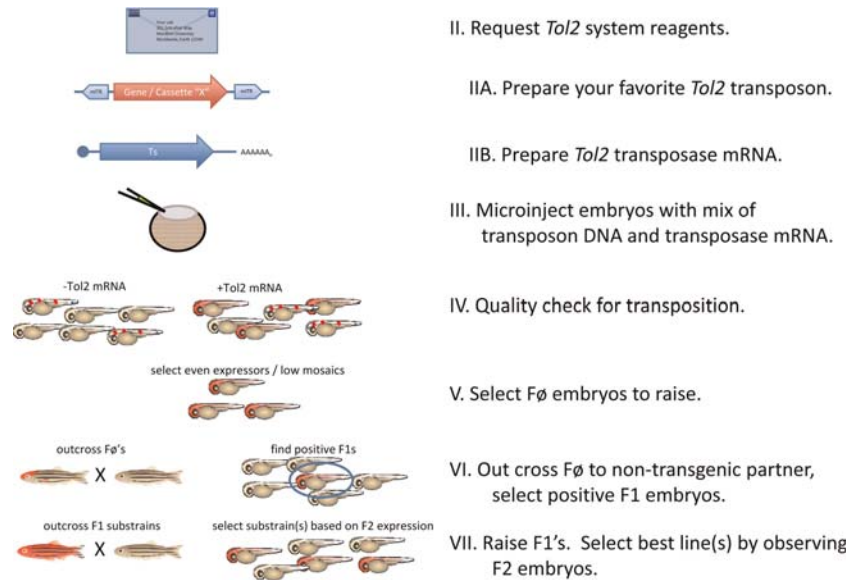 II. Request Tol2 system reagents.
mTR
Gene / Cassette "X"
mTR
IIA. Prepare your favorite Tol2 transposon.
Ts
AAAAAAₙ
IIB. Prepare Tol2 transposase mRNA.
III. Microinject embryos with mix of
transposon DNA and transposase mRNA.
-Tol2 mRNA
+Tol2 mRNA
IV. Quality check for transposition.
select even expressors / low mosaics
V. Select Fø embryos to raise.
outcross Fø's
find positive F1s
X
VI. Out cross Fø to non-transgenic partner,
select positive F1 embryos.
outcross F1 substrains
select substrain(s) based on F2 expression
X
VII. Raise F1's. Select best line(s) by observing
F2 embryos.